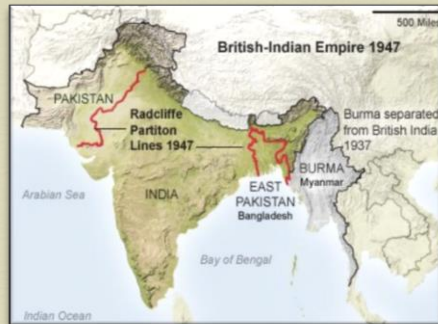 500 Miles
British-Indian Empire 1947
PAKISTAN
Radcliffe
Partiton
Lines 1947
Burma separated
from British India
1937
Arabian Sea
INDIA
EAST
PAKISTAN
Bangladesh
BURMA
Myanmar
Bay of Bengal
Indian Ocean